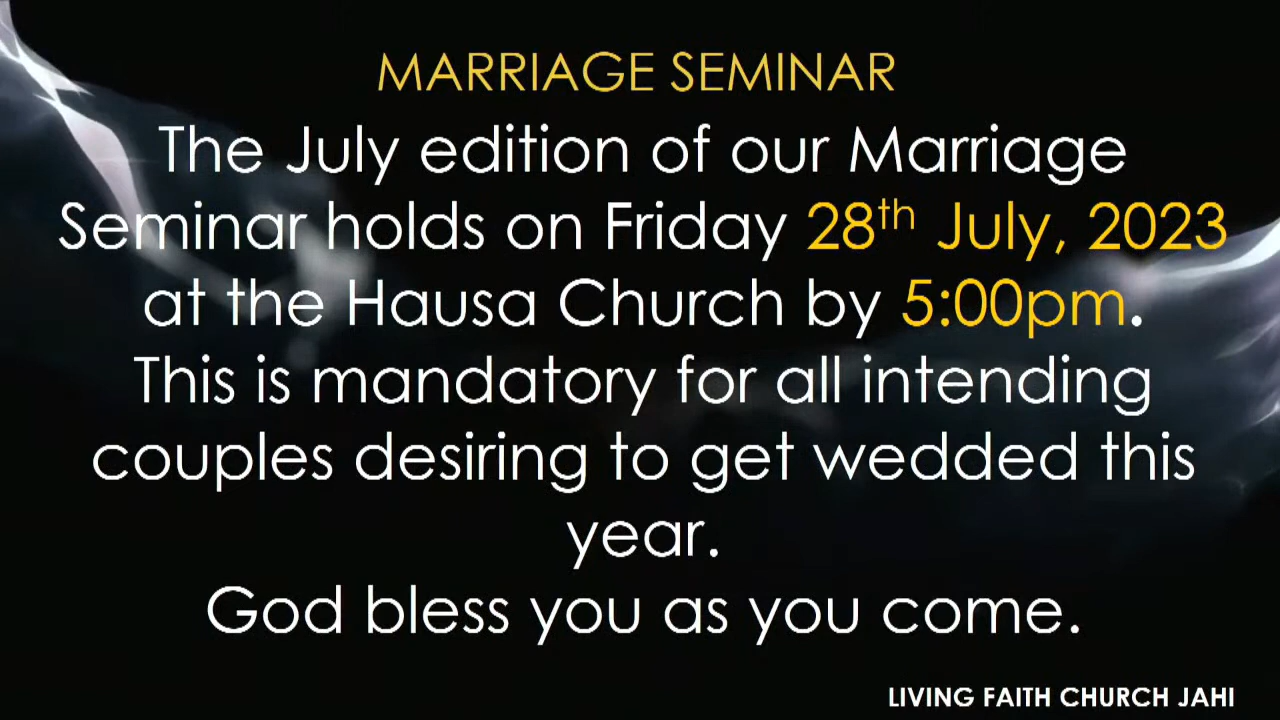 MARRIAGE SEMINAR
The July edition of our Marriage
Seminar holds on Friday 28th July, 2023
at the Hausa Church by 5:00pm.
This is mandatory for all intending
couples desiring to get wedded this
year.
God bless you as you come.
LIVING FAITH CHURCH JAHI